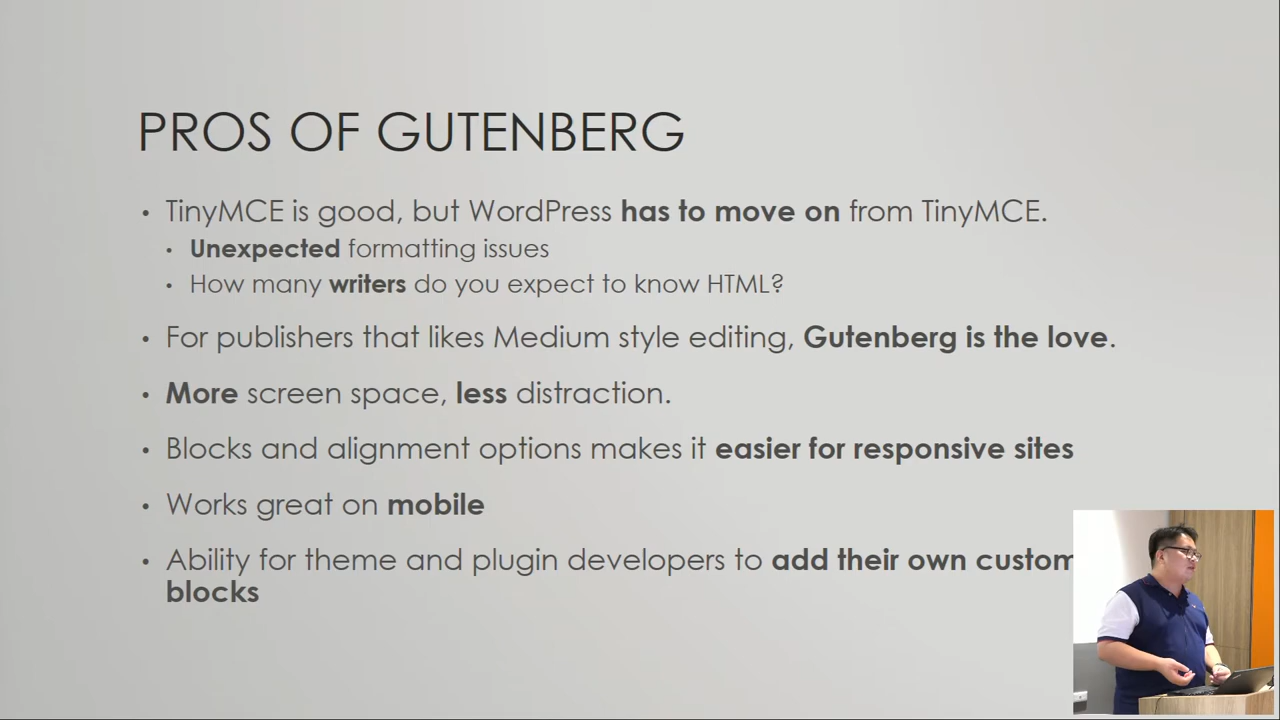 PROS OF GUTENBERG
• TinyMCE is good, but WordPress has to move on from TinyMCE.
• Unexpected formatting issues
• How many writers do you expect to know HTML?
• For publishers that likes Medium style editing, Gutenberg is the love.
• More screen space, less distraction.
• Blocks and alignment options makes it easier for responsive sites
• Works great on mobile
• Ability for theme and plugin developers to add their own custom
blocks